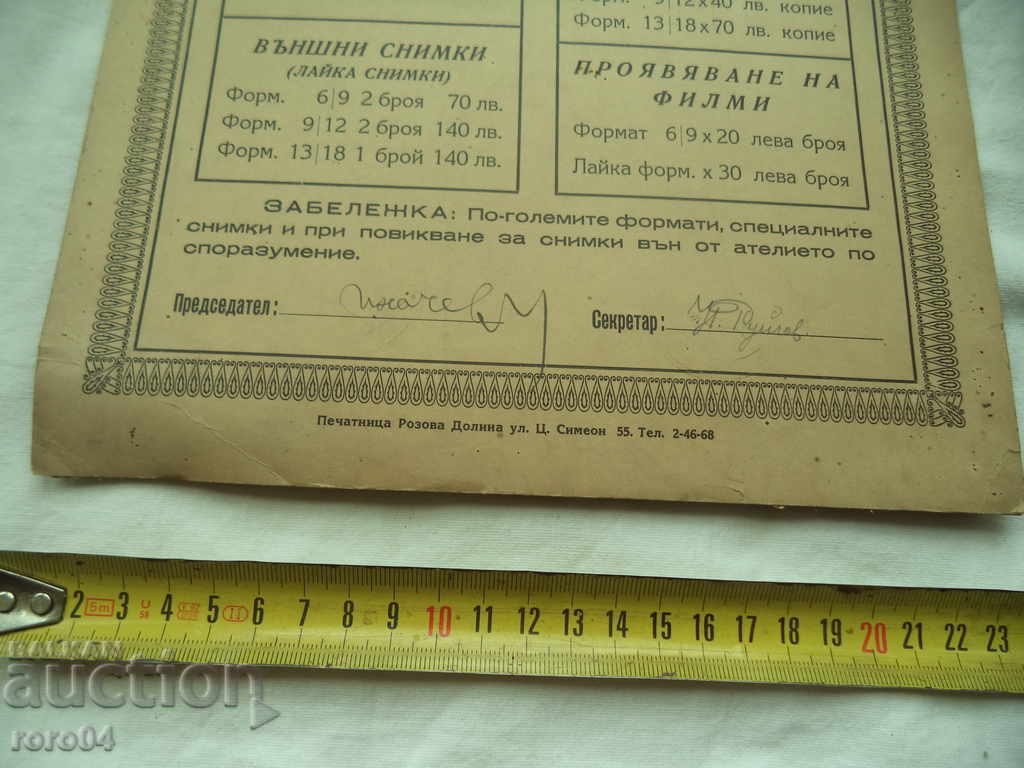 Форм. 9|12 x 40 лв. копие
Форм. 13|18 x 70 лв. копие
ВЪНШНИ СНИМКИ
(ЛАЙКА СНИМКИ)
Форм. 6|9 2 броя 70 лв.
Форм. 9|12 2 броя 140 лв.
Форм. 13|18 1 брой 140 лв.
ПРОЯВЯВАНЕ НА
ФИЛМИ
Формат 6|9 x 20 лева броя
Лайка форм. x 30 лева броя
ЗАБЕЛЕЖКА: По-големите формати, специалните
снимки и при повикване за снимки вън от ателието по
споразумение.
Председател:
Секретар:
Печатница Розова Долина ул. Ц. Симеон 55. Тел. 2-46-68
2 5m 3 4 5 II 6 7 8 9 10 11 12 13 14 15 16 17 18 19 20 21 22 23
BALKAN
auction
roro04